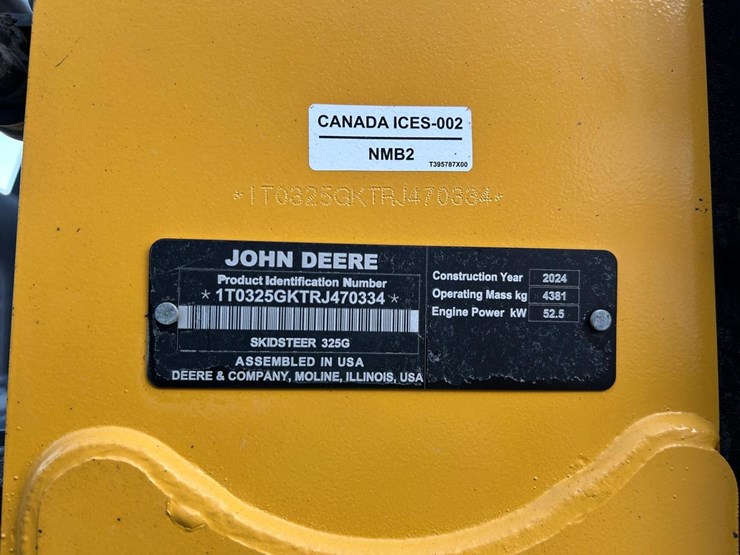 CANADA ICES-002
NMB2
T395787X00
*1T0325GKTRJ470334*
JOHN DEERE
Product Identification Number
*1T0325GKTRJ470334*
SKIDSTEER 325G
ASSEMBLED IN USA
DEERE & COMPANY, MOLINE, ILLINOIS, USA
Construction Year 2024
Operating Mass kg 4381
Engine Power kW 52.5